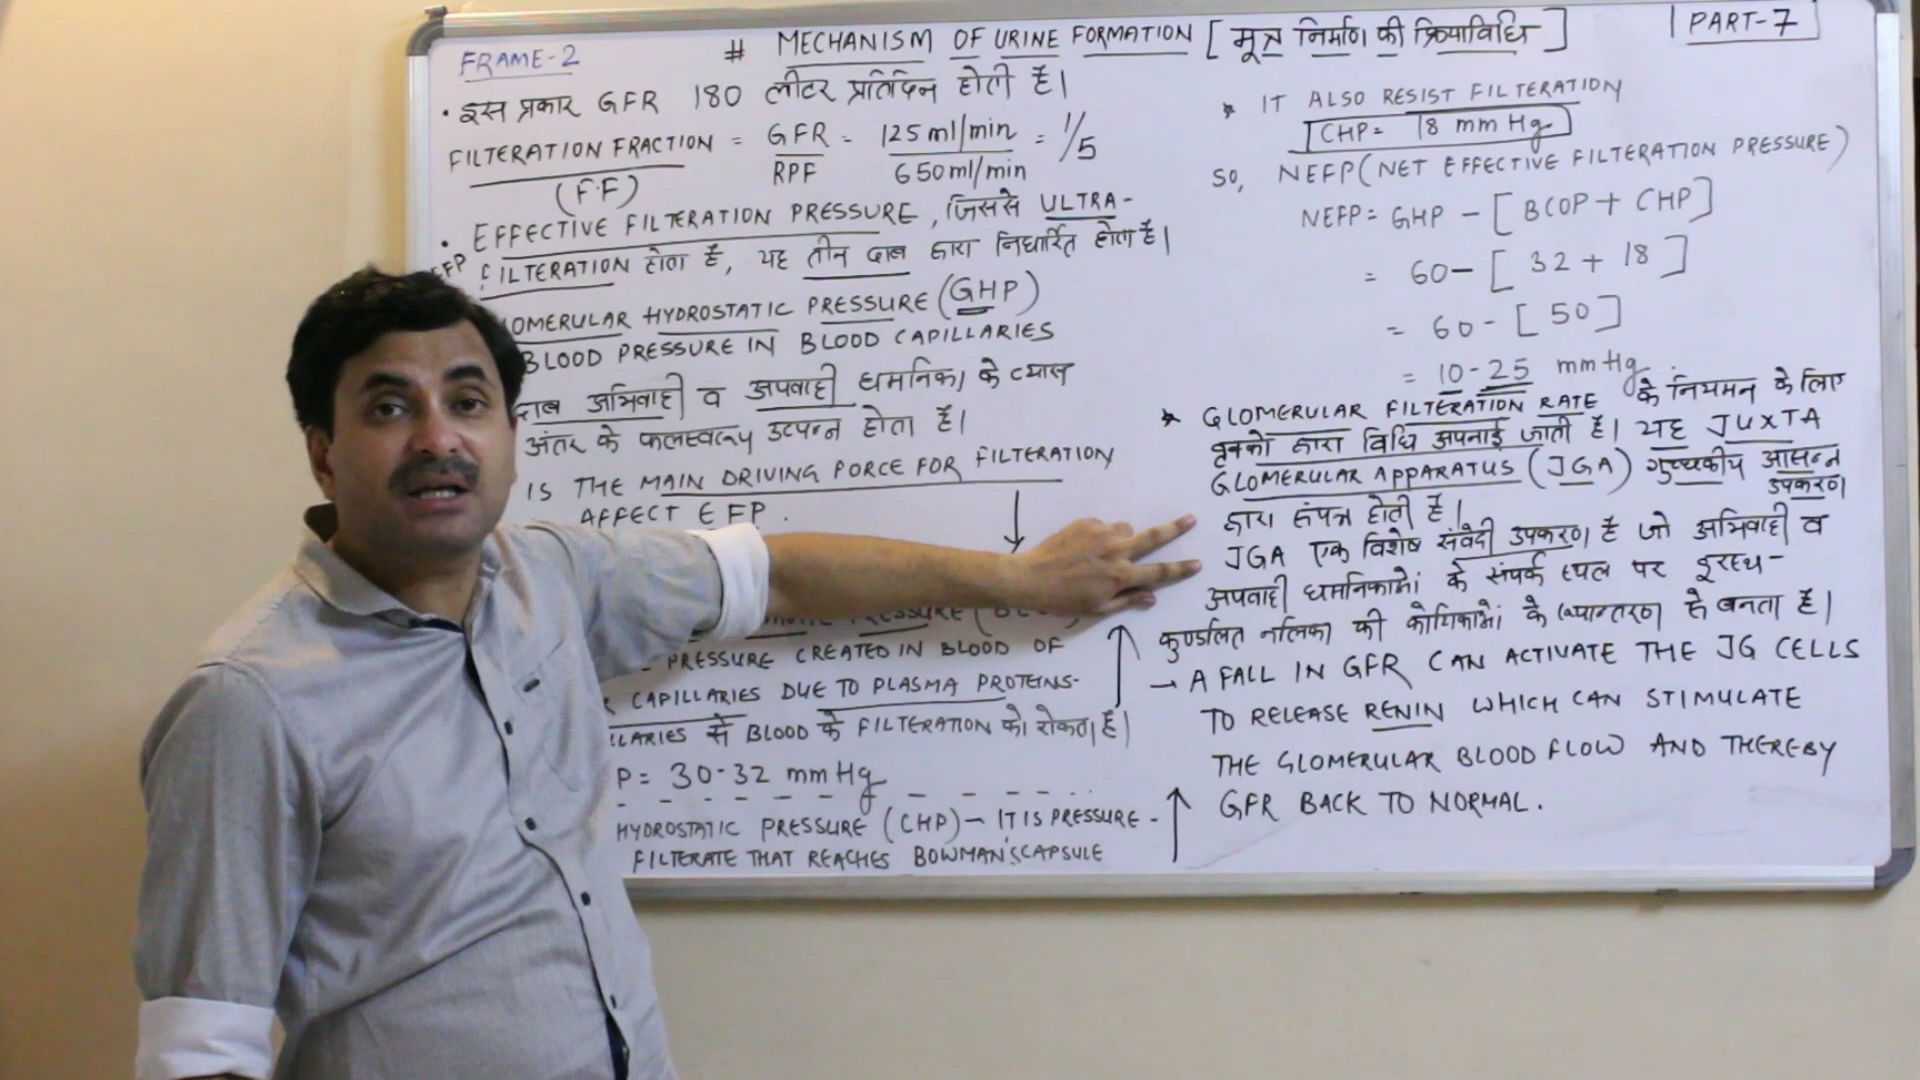 FRAME-2
# MECHANISM OF URINE FORMATION [मूत्र निर्माण की क्रियाविधि]
PART-7
• इस प्रकार GFR 180 लीटर प्रतिदिन होती है।
FILTERATION FRACTION = GFR/RPF = 125 ml/min / 650 ml/min = 1/5
(F.F)
• EFFECTIVE FILTERATION PRESSURE, जिससे ULTRA-
FILTERATION होता है, यह तीन दाब द्वारा निर्धारित होता है।
OMERULAR HYDROSTATIC PRESSURE (GHP)
BLOOD PRESSURE IN BLOOD CAPILLARIES
दाब अभिवाही व अपवाही धमनिका के व्यास
अंतर के फलस्वरूप उत्पन्न होता है।
IS THE MAIN DRIVING FORCE FOR FILTERATION
AFFECT EFP.
PRESSURE CREATED IN BLOOD OF
CAPILLARIES DUE TO PLASMA PROTEINS-
LLARIES से BLOOD के FILTERATION को रोकता है।
P = 30-32 mm Hg
HYDROSTATIC PRESSURE (CHP) - IT IS PRESSURE -
FILTERATE THAT REACHES BOWMAN'S CAPSULE
* IT ALSO RESIST FILTERATION
CHP = 18 mm Hg
SO, NEFP (NET EFFECTIVE FILTERATION PRESSURE)
NEFP = GHP - [BCOP + CHP]
= 60 - [32 + 18]
= 60 - [50]
= 10-25 mm Hg
* GLOMERULAR FILTERATION RATE के नियमन के लिए
वृक्को द्वारा विधि अपनाई जाती है। यह JUXTA
GLOMERULAR APPARATUS (JGA) गुच्छकीय आसन्न
उपकरण
द्वारा संपन्न होती है।
JGA एक विशेष संवेदी उपकरण है जो अभिवाही व
अपवाही धमनिकाओं के संपर्क स्थल पर दूरस्थ-
कुण्डलित नलिका की कोशिकाओं के रूपान्तरण से बनता है।
→ A FALL IN GFR CAN ACTIVATE THE JG CELLS
TO RELEASE RENIN WHICH CAN STIMULATE
THE GLOMERULAR BLOOD FLOW AND THEREBY
GFR BACK TO NORMAL.